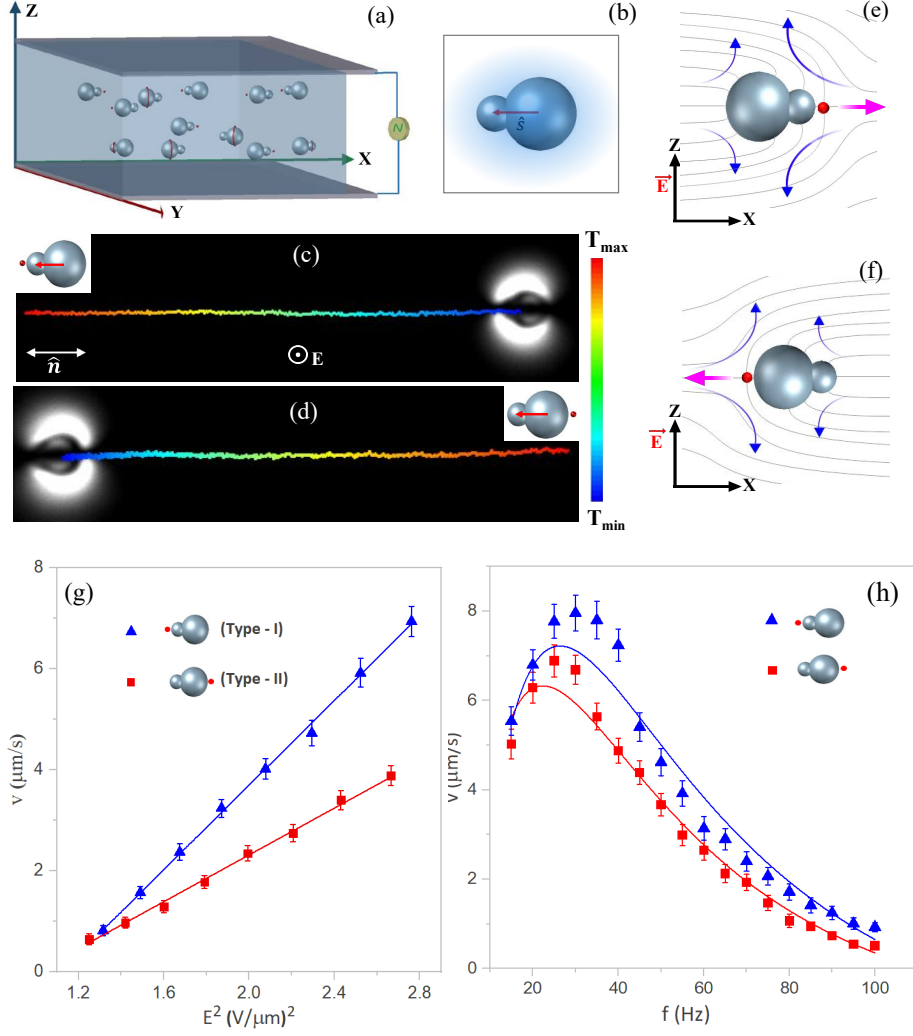 (a)
Z
N
X
Y
(b)
ŝ
(e)
Z
E
X
(c)
n̂
E
T_max
(d)
T_min
(f)
Z
E
X
(g)
(Type - I)
(Type - II)
v (μm/s)
8
6
4
2
0
1.2 1.6 2.0 2.4 2.8
E² (V/μm)²
(h)
v (μm/s)
8
6
4
2
0
20 40 60 80 100
f (Hz)